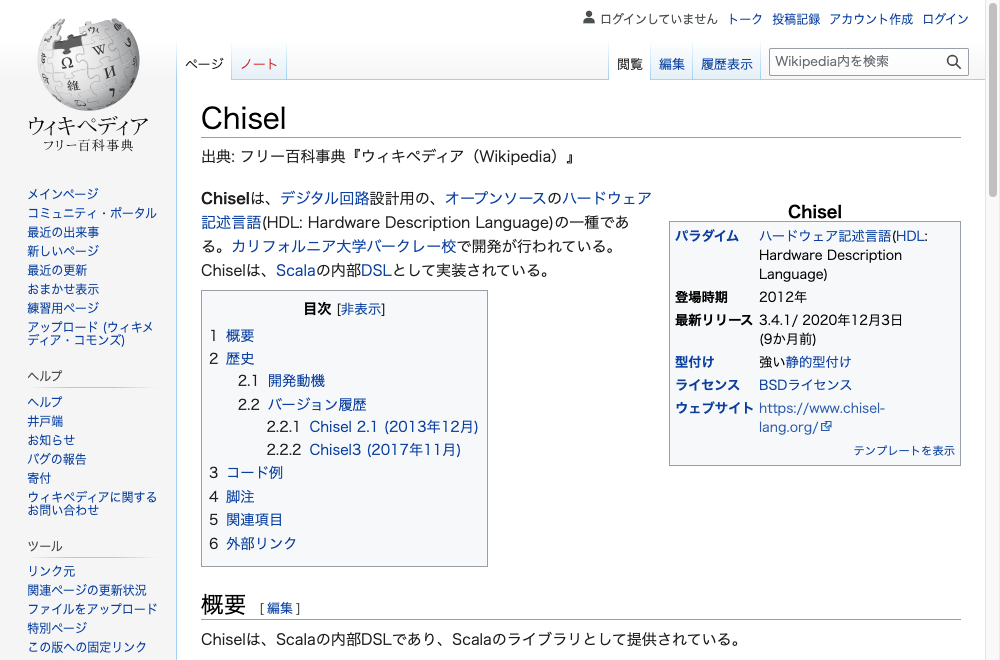 ログインしていません トーク 投稿記録 アカウント作成 ログイン
ページ ノート 閲覧 編集 履歴表示 Wikipedia内を検索
ウィキペディア
フリー百科事典
メインページ
コミュニティ・ポータル
最近の出来事
新しいページ
最近の更新
おまかせ表示
練習用ページ
アップロード (ウィキメ
ディア・コモンズ)
ヘルプ
ヘルプ
井戸端
お知らせ
バグの報告
寄付
ウィキペディアに関する
お問い合わせ
ツール
リンク元
関連ページの更新状況
ファイルをアップロード
特別ページ
この版への固定リンク
Chisel
出典: フリー百科事典『ウィキペディア（Wikipedia）』
Chiselは、デジタル回路設計用の、オープンソースのハードウェア
記述言語(HDL: Hardware Description Language)の一種であ
る。カリフォルニア大学バークレー校で開発が行われている。
Chiselは、Scalaの内部DSLとして実装されている。
Chisel
パラダイム ハードウェア記述言語(HDL:
Hardware Description
Language)
登場時期 2012年
最新リリース 3.4.1/ 2020年12月3日
(9か月前)
型付け 強い静的型付け
ライセンス BSDライセンス
ウェブサイト https://www.chisel-
lang.org/
テンプレートを表示
目次 [非表示]
1 概要
2 歴史
2.1 開発動機
2.2 バージョン履歴
2.2.1 Chisel 2.1 (2013年12月)
2.2.2 Chisel3 (2017年11月)
3 コード例
4 脚注
5 関連項目
6 外部リンク
概要 [編集]
Chiselは、Scalaの内部DSLであり、Scalaのライブラリとして提供されている。